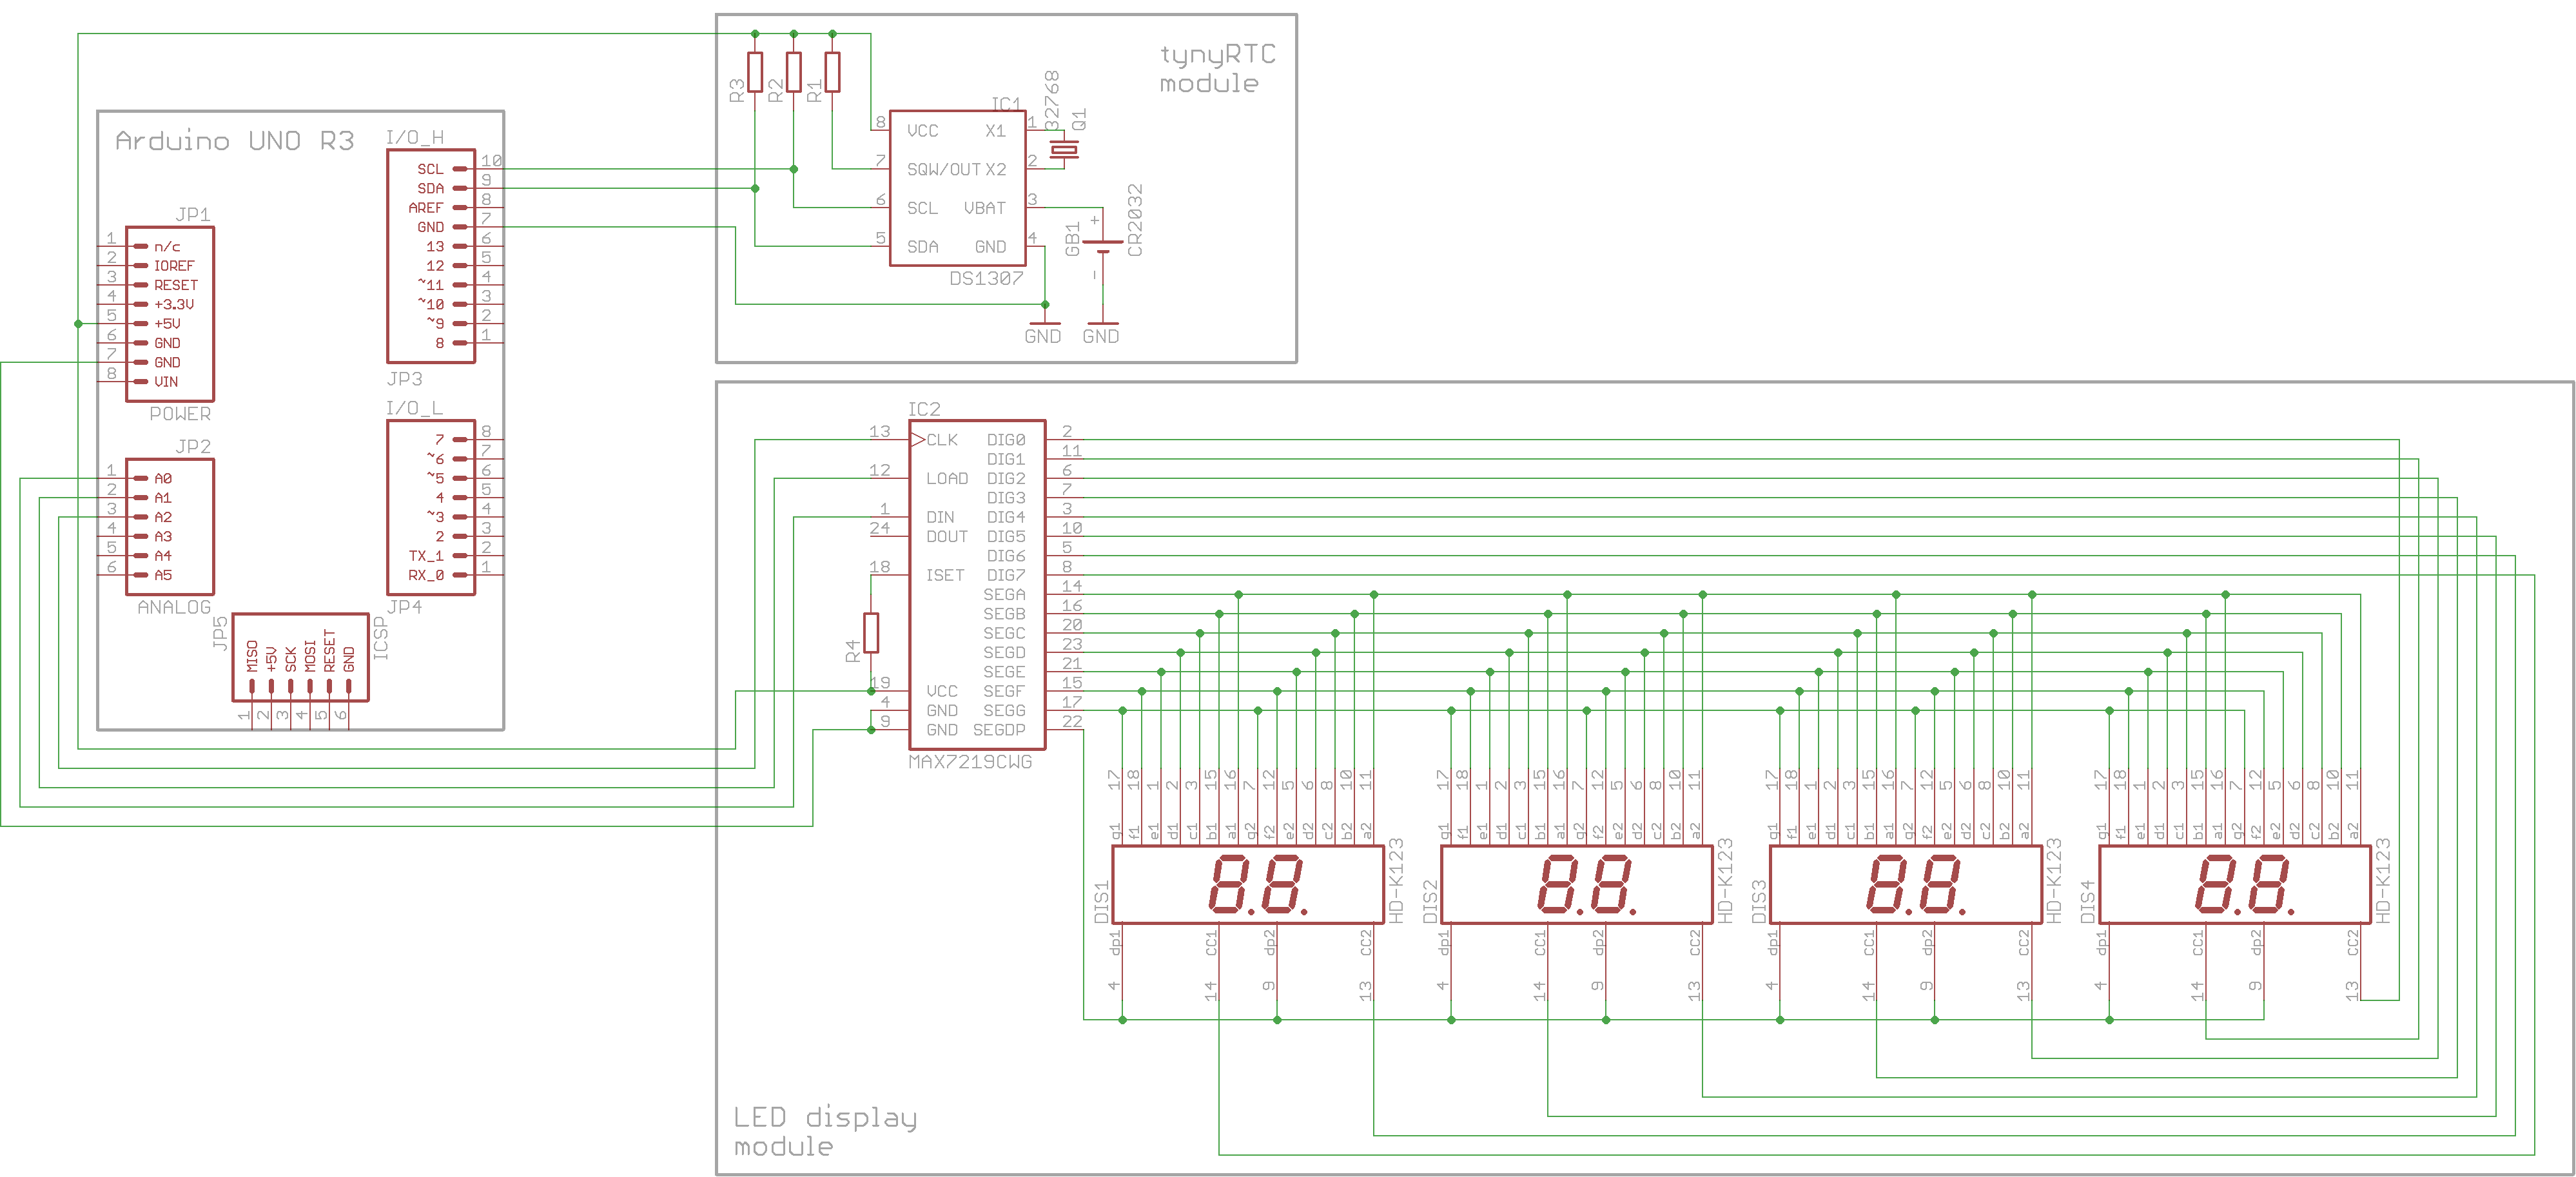 tynyRTC
module
R3
R2
R1
IC1
8 VCC X1 1
7 SQW/OUT X2 2
6 SCL VBAT 3
5 SDA GND 4
DS1307
32768
Q1
GB1
+
-
CR2032
GND
GND
Arduino UNO R3
I/O_H
SCL 10
SDA 9
AREF 8
GND 7
13 6
12 5
~11 4
~10 3
~9 2
8 1
JP3
JP1
1 n/c
2 IOREF
3 RESET
4 +3.3V
5 +5V
6 GND
7 GND
8 VIN
POWER
JP2
1 A0
2 A1
3 A2
4 A3
5 A4
6 A5
ANALOG
I/O_L
7 8
~6 7
~5 6
4 5
~3 4
2 3
TX_1 2
RX_0 1
JP4
JP5
MISO +5V SCK MOSI RESET GND
1 2 3 4 5 6
ICSP
IC2
13 CLK DIG0 2
DIG1 11
12 LOAD DIG2 6
DIG3 7
1 DIN DIG4 3
24 DOUT DIG5 10
DIG6 5
18 ISET DIG7 8
SEGA 14
SEGB 16
SEGC 20
SEGD 23
SEGE 21
19 VCC SEGF 15
4 GND SEGG 17
9 GND SEGDP 22
MAX7219CWG
R4
17 18 1 2 3 15 16 7 12 5 6 8 10 11
g1 f1 e1 d1 c1 b1 a1 g2 f2 e2 d2 c2 b2 a2
DIS1
8.8.
HD-K123
dp1 CC1 dp2 CC2
4 14 9 13
17 18 1 2 3 15 16 7 12 5 6 8 10 11
g1 f1 e1 d1 c1 b1 a1 g2 f2 e2 d2 c2 b2 a2
DIS2
8.8.
HD-K123
dp1 CC1 dp2 CC2
4 14 9 13
17 18 1 2 3 15 16 7 12 5 6 8 10 11
g1 f1 e1 d1 c1 b1 a1 g2 f2 e2 d2 c2 b2 a2
DIS3
8.8.
HD-K123
dp1 CC1 dp2 CC2
4 14 9 13
17 18 1 2 3 15 16 7 12 5 6 8 10 11
g1 f1 e1 d1 c1 b1 a1 g2 f2 e2 d2 c2 b2 a2
DIS4
8.8.
HD-K123
dp1 CC1 dp2 CC2
4 14 9 13
LED display
module